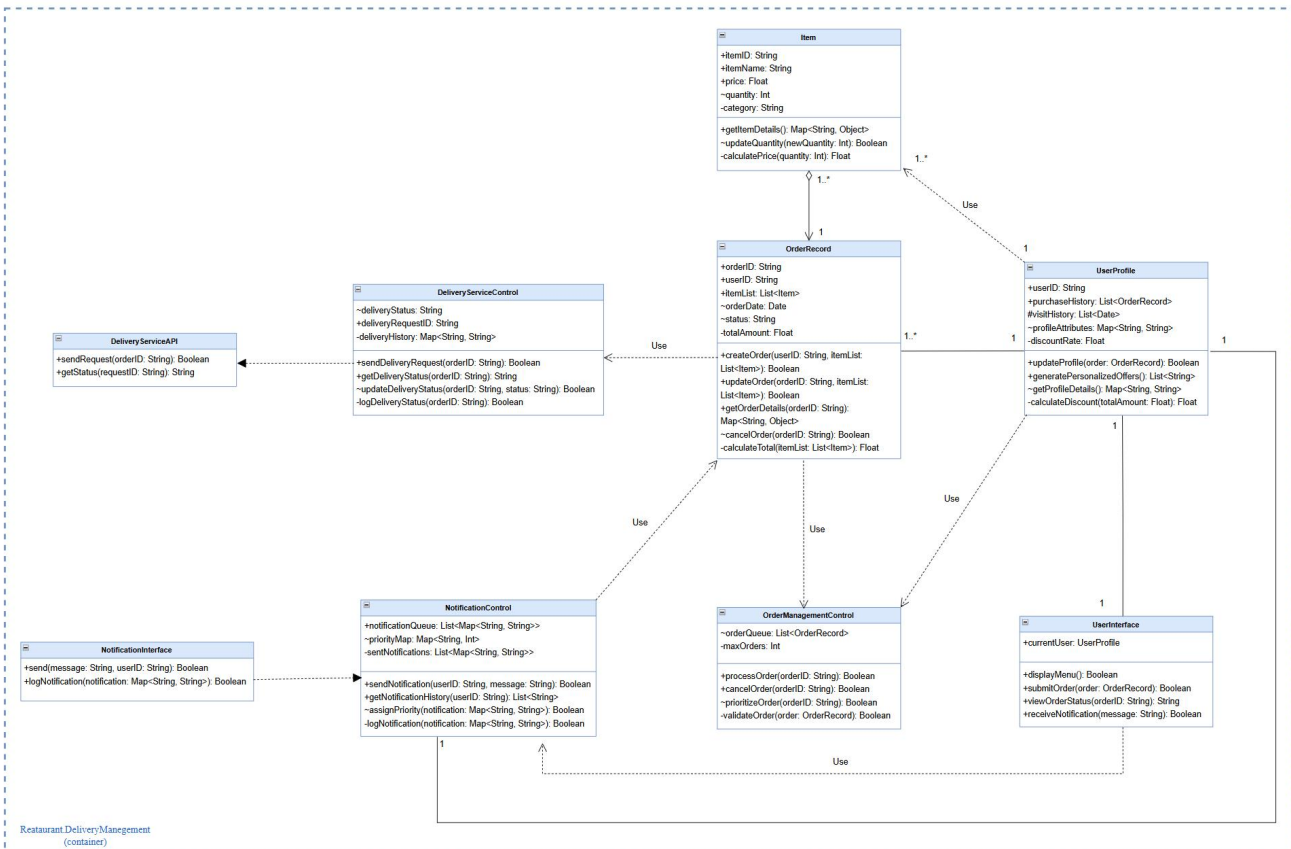 Item
+itemID: String
+itemName: String
+price: Float
~quantity: Int
-category: String
+getItemDetails(): Map<String, Object>
~updateQuantity(newQuantity: Int): Boolean
-calculatePrice(quantity: Int): Float
1..*
1..*
Use
1
1
OrderRecord
+orderID: String
+userID: String
+itemList: List<Item>
~orderDate: Date
~status: String
-totalAmount: Float
+createOrder(userID: String, itemList:
List<Item>): Boolean
+updateOrder(orderID: String, itemList:
List<Item>): Boolean
+getOrderDetails(orderID: String):
Map<String, Object>
~cancelOrder(orderID: String): Boolean
-calculateTotal(itemList: List<Item>): Float
UserProfile
+userID: String
+purchaseHistory: List<OrderRecord>
#visitHistory: List<Date>
~profileAttributes: Map<String, String>
-discountRate: Float
+updateProfile(order: OrderRecord): Boolean
+generatePersonalizedOffers(): List<String>
~getProfileDetails(): Map<String, String>
-calculateDiscount(totalAmount: Float): Float
1..*
1
1
1
DeliveryServiceControl
~deliveryStatus: String
+deliveryRequestID: String
-deliveryHistory: Map<String, String>
+sendDeliveryRequest(orderID: String): Boolean
+getDeliveryStatus(orderID: String): String
~updateDeliveryStatus(orderID: String, status: String): Boolean
-logDeliveryStatus(orderID: String): Boolean
Use
DeliveryServiceAPI
+sendRequest(orderID: String): Boolean
+getStatus(requestID: String): String
Use
Use
Use
NotificationControl
+notificationQueue: List<Map<String, String>>
~priorityMap: Map<String, Int>
-sentNotifications: List<Map<String, String>>
+sendNotification(userID: String, message: String): Boolean
+getNotificationHistory(userID: String): List<String>
~assignPriority(notification: Map<String, String>): Boolean
-logNotification(notification: Map<String, String>): Boolean
1
OrderManagementControl
~orderQueue: List<OrderRecord>
-maxOrders: Int
+processOrder(orderID: String): Boolean
+cancelOrder(orderID: String): Boolean
~prioritizeOrder(orderID: String): Boolean
-validateOrder(order: OrderRecord): Boolean
1
UserInterface
+currentUser: UserProfile
+displayMenu(): Boolean
+submitOrder(order: OrderRecord): Boolean
+viewOrderStatus(orderID: String): String
+receiveNotification(message: String): Boolean
NotificationInterface
+send(message: String, userID: String): Boolean
+logNotification(notification: Map<String, String>): Boolean
Use
Reataurant.DeliveryManegement
(container)